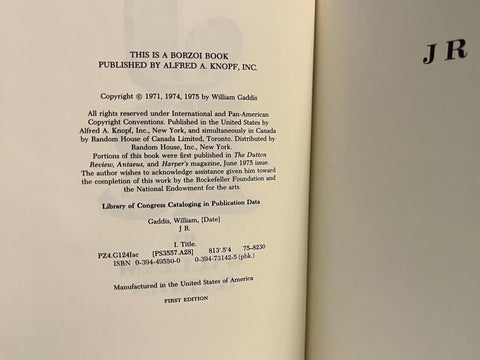 THIS IS A BORZOI BOOK
PUBLISHED BY ALFRED A. KNOPF, INC.
Copyright © 1971, 1974, 1975 by William Gaddis
All rights reserved under International and Pan-American
Copyright Conventions. Published in the United States by
Alfred A. Knopf, Inc., New York, and simultaneously in Canada
by Random House of Canada Limited, Toronto. Distributed by
Random House, Inc., New York.
Portions of this book were first published in The Dutton
Review, Antaeus, and Harper's magazine, June 1975 issue.
The author wishes to acknowledge assistance given him toward
the completion of this work by the Rockefeller Foundation and
the National Endowment for the arts.
Library of Congress Cataloging in Publication Data
Gaddis, William, [Date]
J R.
I. Title.
PZ4.G124Jac [PS3557.A28] 813'.5'4 75-8230
ISBN 0-394-49550-0 0-394-73142-5 (pbk.)
Manufactured in the United States of America
FIRST EDITION
J R